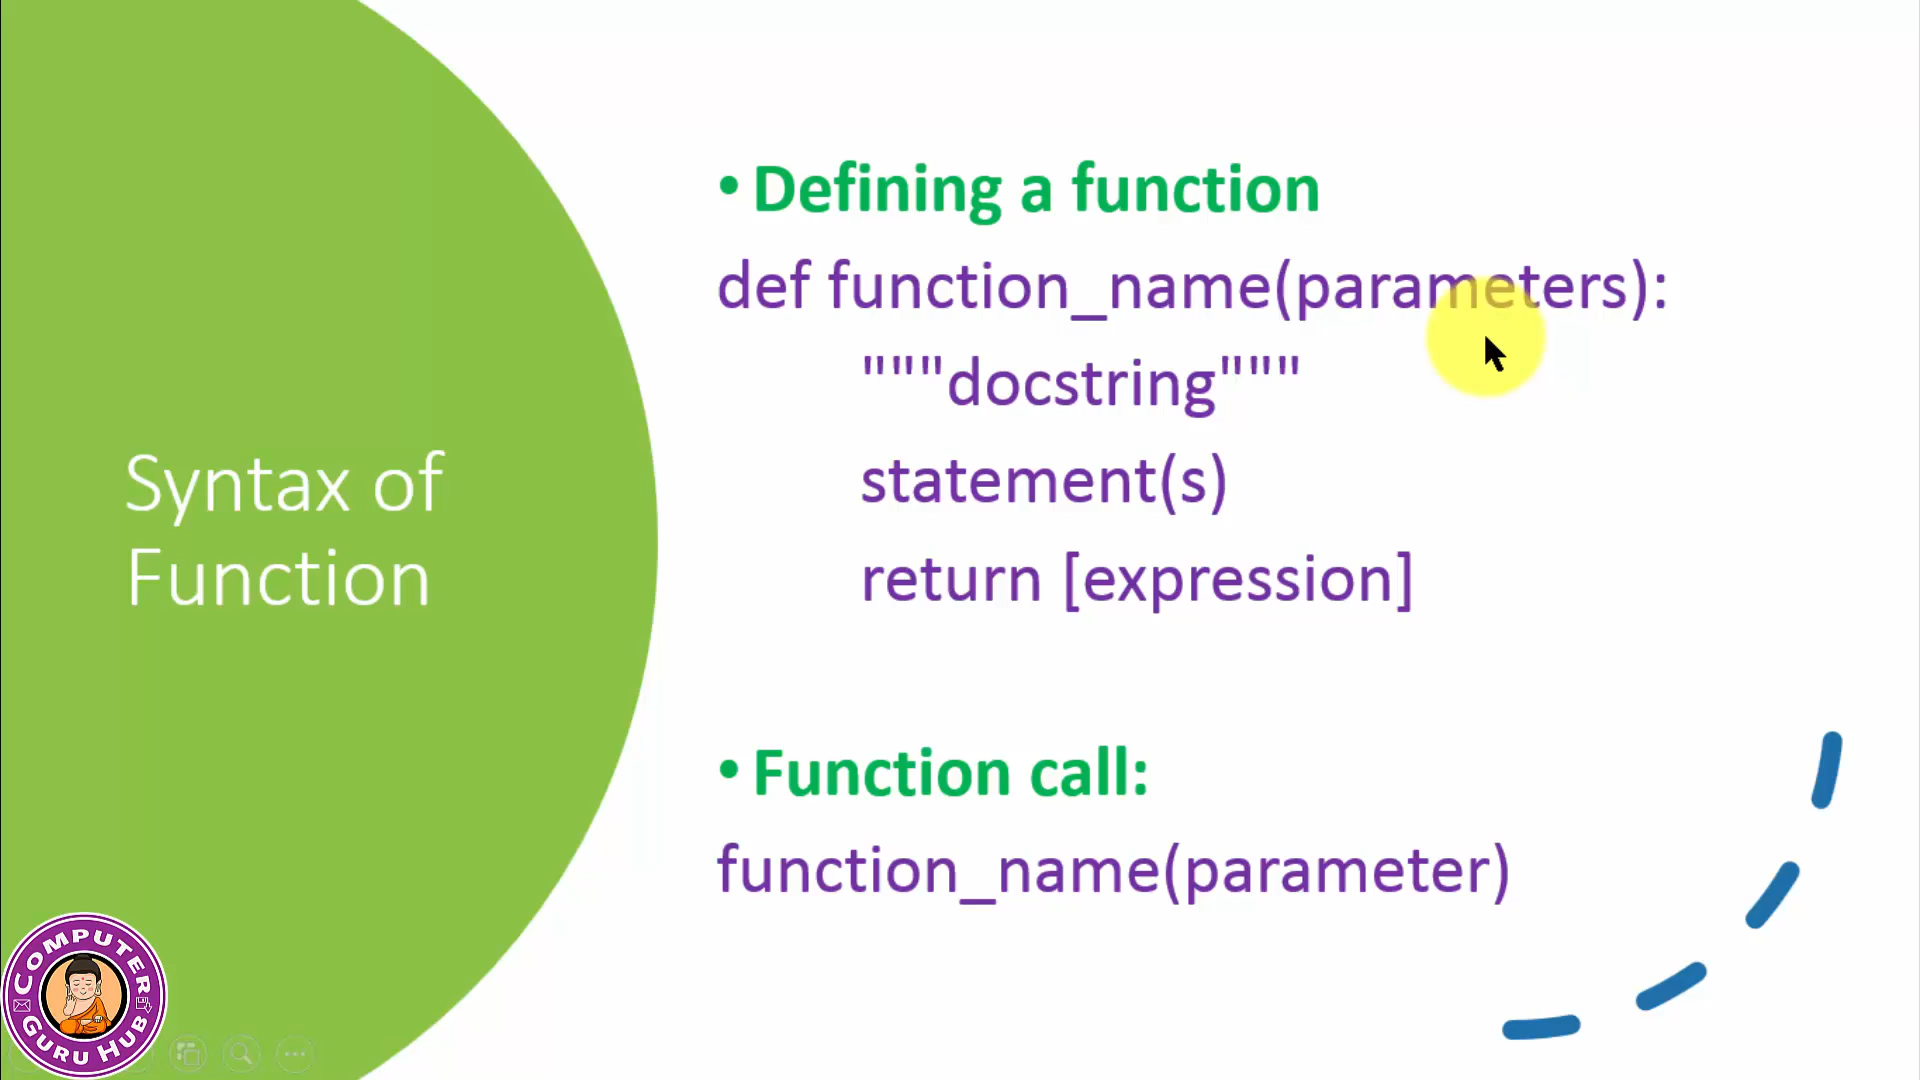 Syntax of
Function
• Defining a function
def function_name(parameters):
"""docstring"""
statement(s)
return [expression]
• Function call:
function_name(parameter)
COMPUTER
GURU HUB